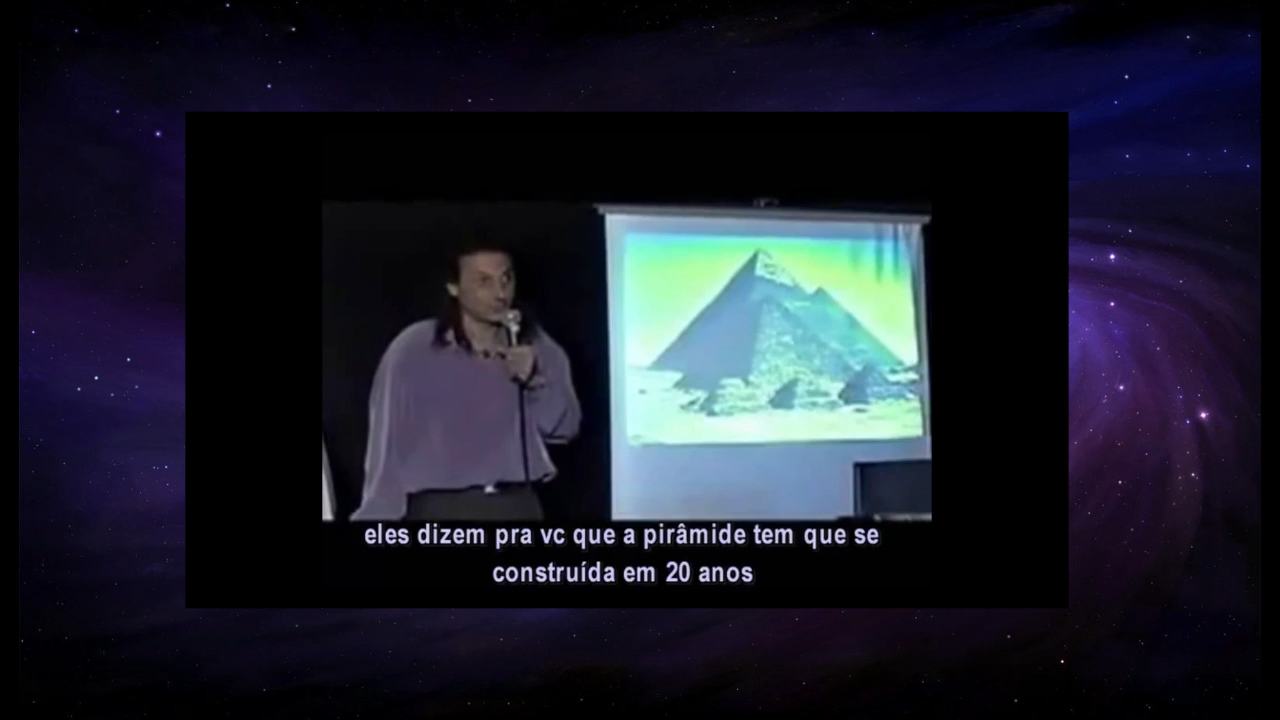 eles dizem pra vc que a pirâmide tem que se
construída em 20 anos